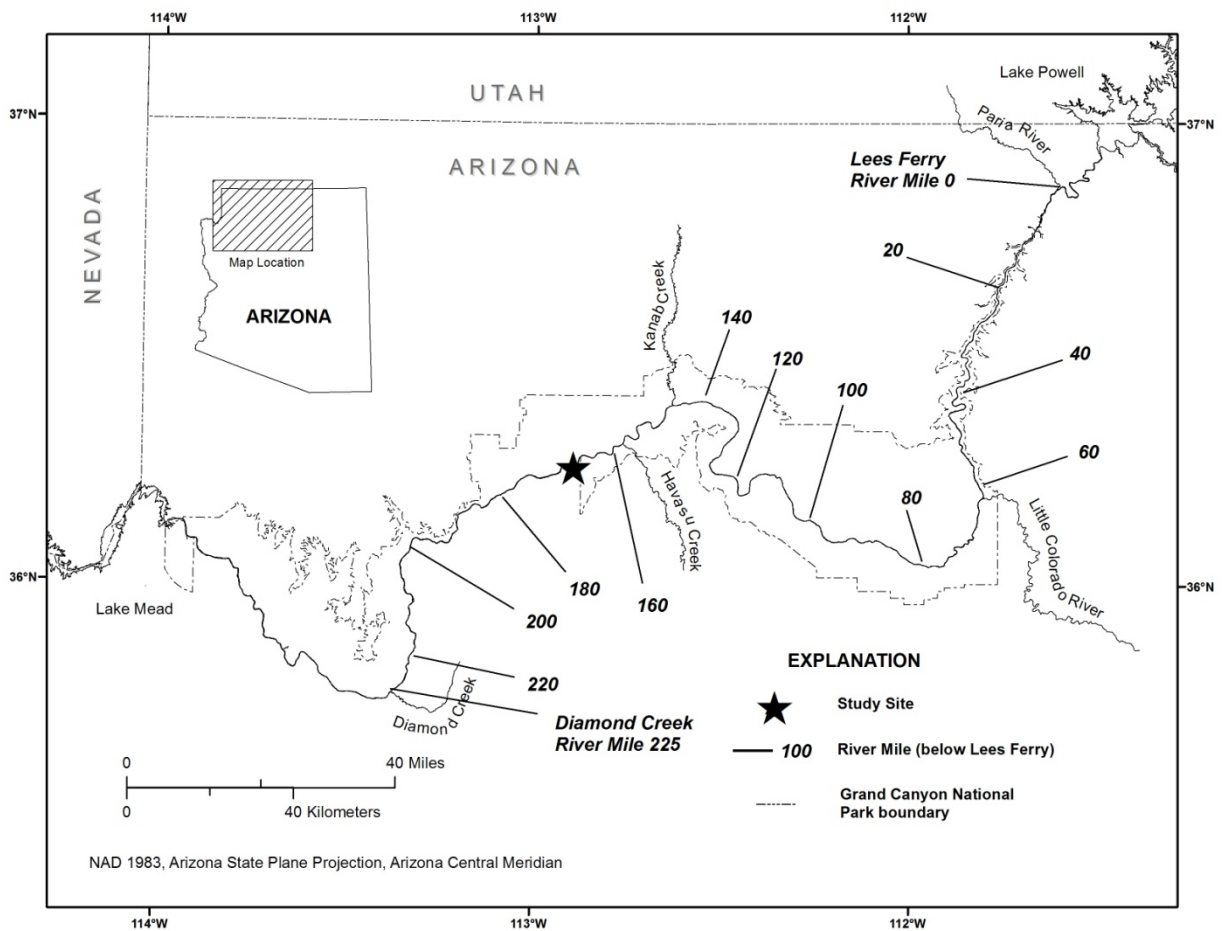 114°W
113°W
112°W
Lake Powell
UTAH
37°N
37°N
Paria River
ARIZONA
Lees Ferry
River Mile 0
NEVADA
20
Map Location
Kanab Creek
ARIZONA
140
40
120
100
60
80
Havasu Creek
Little Colorado River
36°N
36°N
180
160
Lake Mead
200
EXPLANATION
220
Study Site
Diamond Creek
Diamond Creek
River Mile 225
100
River Mile (below Lees Ferry)
0
40 Miles
Grand Canyon National
Park boundary
0
40 Kilometers
NAD 1983, Arizona State Plane Projection, Arizona Central Meridian
114°W
113°W
112°W